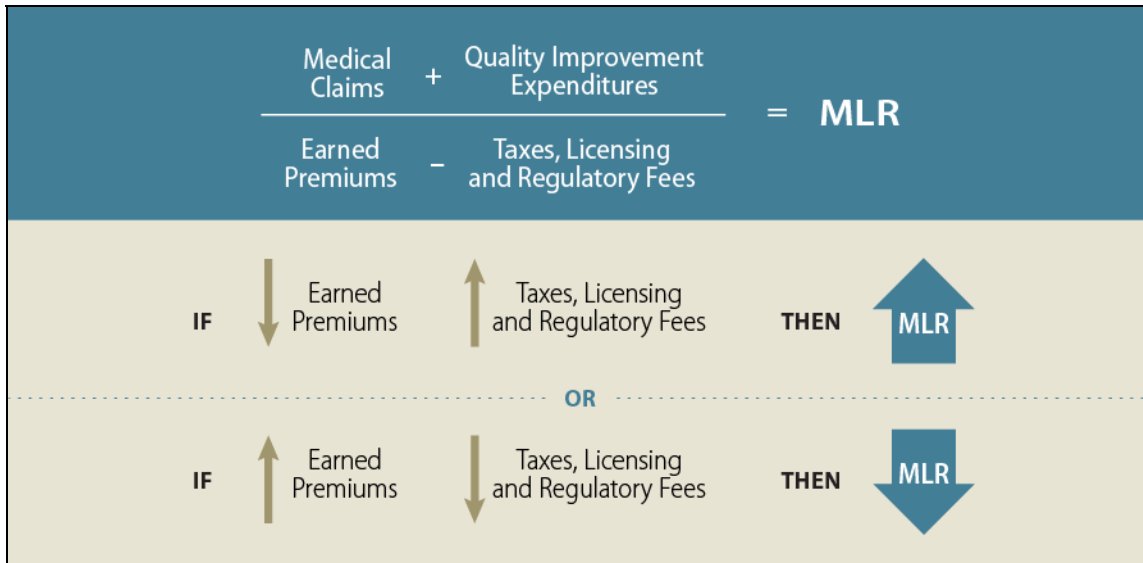 Medical Claims + Quality Improvement Expenditures
Earned Premiums – Taxes, Licensing and Regulatory Fees
= MLR
IF Earned Premiums Taxes, Licensing and Regulatory Fees THEN MLR
OR
IF Earned Premiums Taxes, Licensing and Regulatory Fees THEN MLR